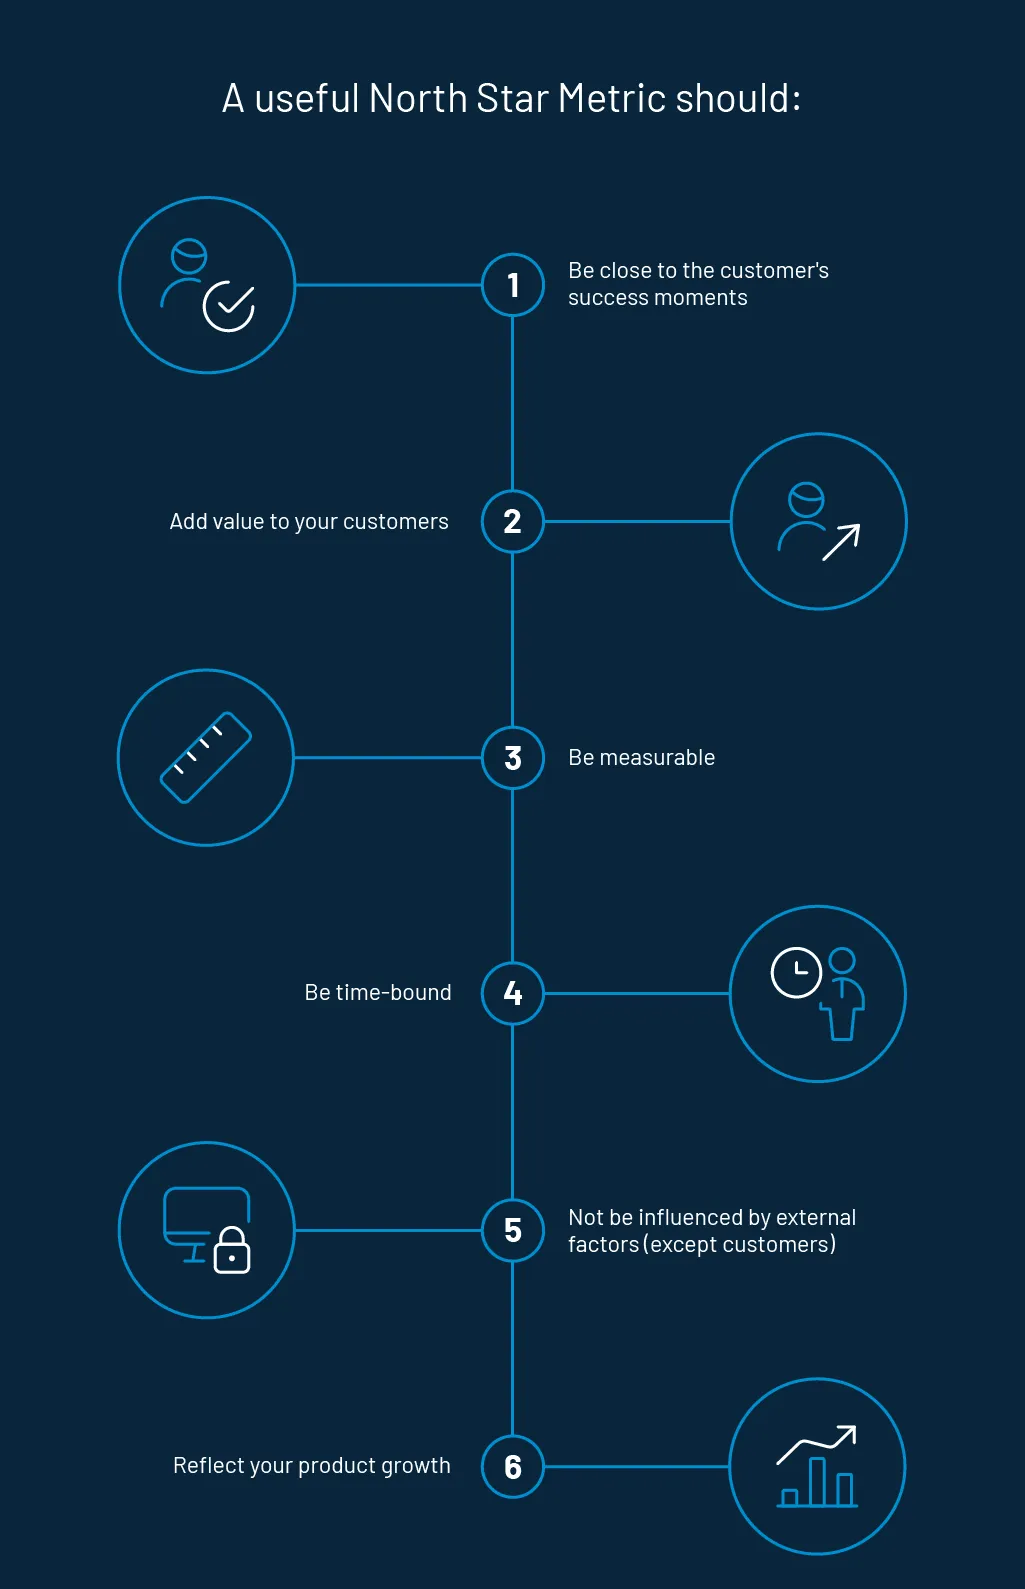 A useful North Star Metric should:
1
Be close to the customer's
success moments
Add value to your customers
2
3
Be measurable
Be time-bound
4
5
Not be influenced by external
factors (except customers)
Reflect your product growth
6